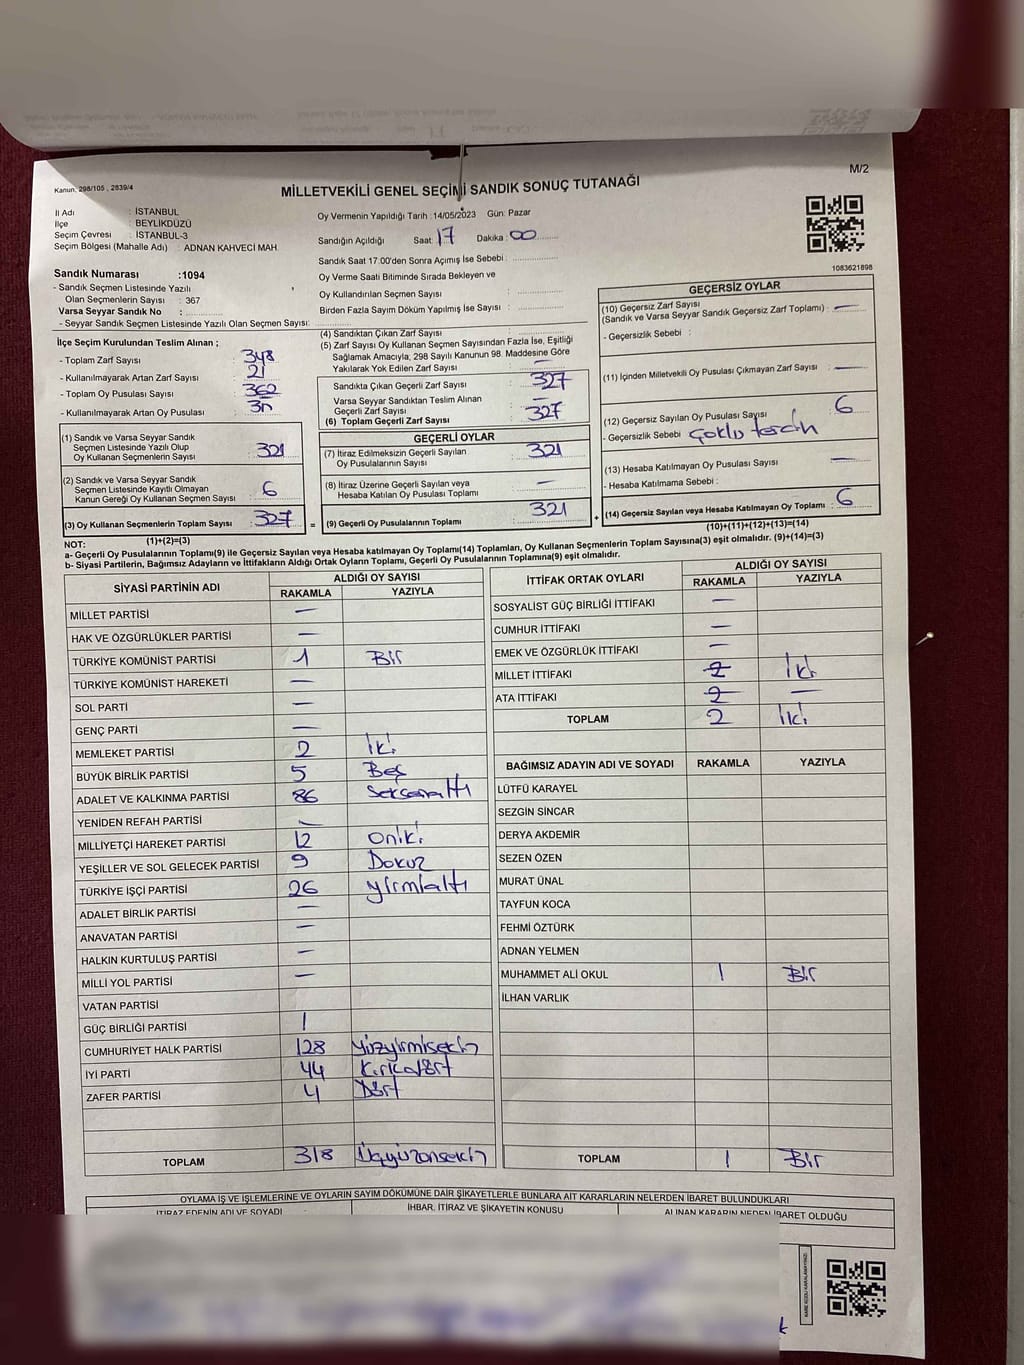 M/2
Kanun, 298/105 , 2839/4
MİLLETVEKİLİ GENEL SEÇİMİ SANDIK SONUÇ TUTANAĞI
İl Adı : İSTANBUL
İlçe : BEYLİKDÜZÜ
Seçim Çevresi : İSTANBUL-3
Seçim Bölgesi (Mahalle Adı) : ADNAN KAHVECİ MAH.
Sandık Numarası :1094
- Sandık Seçmen Listesinde Yazılı
Olan Seçmenlerin Sayısı : 367
Varsa Seyyar Sandık No :
- Seyyar Sandık Seçmen Listesinde Yazılı Olan Seçmen Sayısı:
Oy Vermenin Yapıldığı Tarih :14/05/2023 Gün: Pazar
Sandığın Açıldığı Saat: 17 Dakika: 00
Sandık Saat 17.00'den Sonra Açımış İse Sebebi :
Oy Verme Saati Bitiminde Sırada Bekleyen ve
Oy Kullandırılan Seçmen Sayısı :
Birden Fazla Sayım Döküm Yapılmış İse Sayısı :
1083621898
İlçe Seçim Kurulundan Teslim Alınan ;
- Toplam Zarf Sayısı : 348
- Kullanılmayarak Artan Zarf Sayısı : 21
- Toplam Oy Pusulası Sayısı : 362
- Kullanılmayarak Artan Oy Pusulası :
(1) Sandık ve Varsa Seyyar Sandık
Seçmen Listesinde Yazılı Olup
Oy Kullanan Seçmenlerin Sayısı : 321
(2) Sandık ve Varsa Seyyar Sandık
Seçmen Listesinde Kayıtlı Olmayan
Kanun Gereği Oy Kullanan Seçmen Sayısı : 6
(3) Oy Kullanan Seçmenlerin Toplam Sayısı : 327
(1)+(2)=(3)
(4) Sandıktan Çıkan Zarf Sayısı :
(5) Zarf Sayısı Oy Kullanan Seçmen Sayısından Fazla İse, Eşitliği
Sağlamak Amacıyla, 298 Sayılı Kanunun 98. Maddesine Göre
Yakılarak Yok Edilen Zarf Sayısı : —
Sandıkta Çıkan Geçerli Zarf Sayısı : 327
Varsa Seyyar Sandıktan Teslim Alınan
Geçerli Zarf Sayısı : —
(6) Toplam Geçerli Zarf Sayısı : 327
GEÇERLİ OYLAR
(7) İtiraz Edilmeksizin Geçerli Sayılan
Oy Pusulalarının Sayısı : 321
(8) İtiraz Üzerine Geçerli Sayılan veya
Hesaba Katılan Oy Pusulası Toplamı : —
= (9) Geçerli Oy Pusulalarının Toplamı : 321 +
GEÇERSİZ OYLAR
(10) Geçersiz Zarf Sayısı
(Sandık ve Varsa Seyyar Sandık Geçersiz Zarf Toplamı) : —
- Geçersizlik Sebebi :
(11) İçinden Milletvekili Oy Pusulası Çıkmayan Zarf Sayısı : —
(12) Geçersiz Sayılan Oy Pusulası Sayısı : 6
- Geçersizlik Sebebi : Çoklu tercih
(13) Hesaba Katılmayan Oy Pusulası Sayısı : —
- Hesaba Katılmama Sebebi :
(14) Geçersiz Sayılan veya Hesaba Katılmayan Oy Toplamı : 6
(10)+(11)+(12)+(13)=(14)
NOT:
a- Geçerli Oy Pusulalarının Toplamı(9) ile Geçersiz Sayılan veya Hesaba katılmayan Oy Toplamı(14) Toplamları, Oy Kullanan Seçmenlerin Toplam Sayısına(3) eşit olmalıdır. (9)+(14)=(3)
b- Siyasi Partilerin, Bağımsız Adayların ve İttifakların Aldığı Ortak Oyların Toplamı, Geçerli Oy Pusulalarının Toplamına(9) eşit olmalıdır.
SİYASİ PARTİNİN ADI ALDIĞI OY SAYISI
RAKAMLA YAZIYLA
MİLLET PARTİSİ —
HAK VE ÖZGÜRLÜKLER PARTİSİ —
TÜRKİYE KOMÜNİST PARTİSİ 1 Bir
TÜRKİYE KOMÜNİST HAREKETİ —
SOL PARTİ —
GENÇ PARTİ —
MEMLEKET PARTİSİ 2 İki
BÜYÜK BİRLİK PARTİSİ 5 Beş
ADALET VE KALKINMA PARTİSİ 86 Seksenaltı
YENİDEN REFAH PARTİSİ —
MİLLİYETÇİ HAREKET PARTİSİ 12 Oniki
YEŞİLLER VE SOL GELECEK PARTİSİ 9 Dokuz
TÜRKİYE İŞÇİ PARTİSİ 26 Yirmialtı
ADALET BİRLİK PARTİSİ —
ANAVATAN PARTİSİ —
HALKIN KURTULUŞ PARTİSİ —
MİLLİ YOL PARTİSİ —
VATAN PARTİSİ
GÜÇ BİRLİĞİ PARTİSİ 1
CUMHURİYET HALK PARTİSİ 128 Yüzyirmisekiz
İYİ PARTİ 44 Kırkdört
ZAFER PARTİSİ 4 Dört
TOPLAM 318 Üçyüzonsekiz
İTTİFAK ORTAK OYLARI ALDIĞI OY SAYISI
RAKAMLA YAZIYLA
SOSYALİST GÜÇ BİRLİĞİ İTTİFAKI —
CUMHUR İTTİFAKI —
EMEK VE ÖZGÜRLÜK İTTİFAKI —
MİLLET İTTİFAKI 2 İki
ATA İTTİFAKI 2 —
TOPLAM 2 İki
BAĞIMSIZ ADAYIN ADI VE SOYADI RAKAMLA YAZIYLA
LÜTFÜ KARAYEL
SEZGİN SİNCAR
DERYA AKDEMİR
SEZEN ÖZEN
MURAT ÜNAL
TAYFUN KOCA
FEHMİ ÖZTÜRK
ADNAN YELMEN
MUHAMMET ALİ OKUL 1 Bir
İLHAN VARLIK
TOPLAM 1 Bir
OYLAMA İŞ VE İŞLEMLERİNE VE OYLARIN SAYIM DÖKÜMÜNE DAİR ŞİKAYETLERLE BUNLARA AİT KARARLARIN NELERDEN İBARET BULUNDUKLARI
İTİRAZ EDENİN ADI VE SOYADI İHBAR, İTİRAZ VE ŞİKAYETİN KONUSU ALINAN KARARIN NEDEN İBARET OLDUĞU